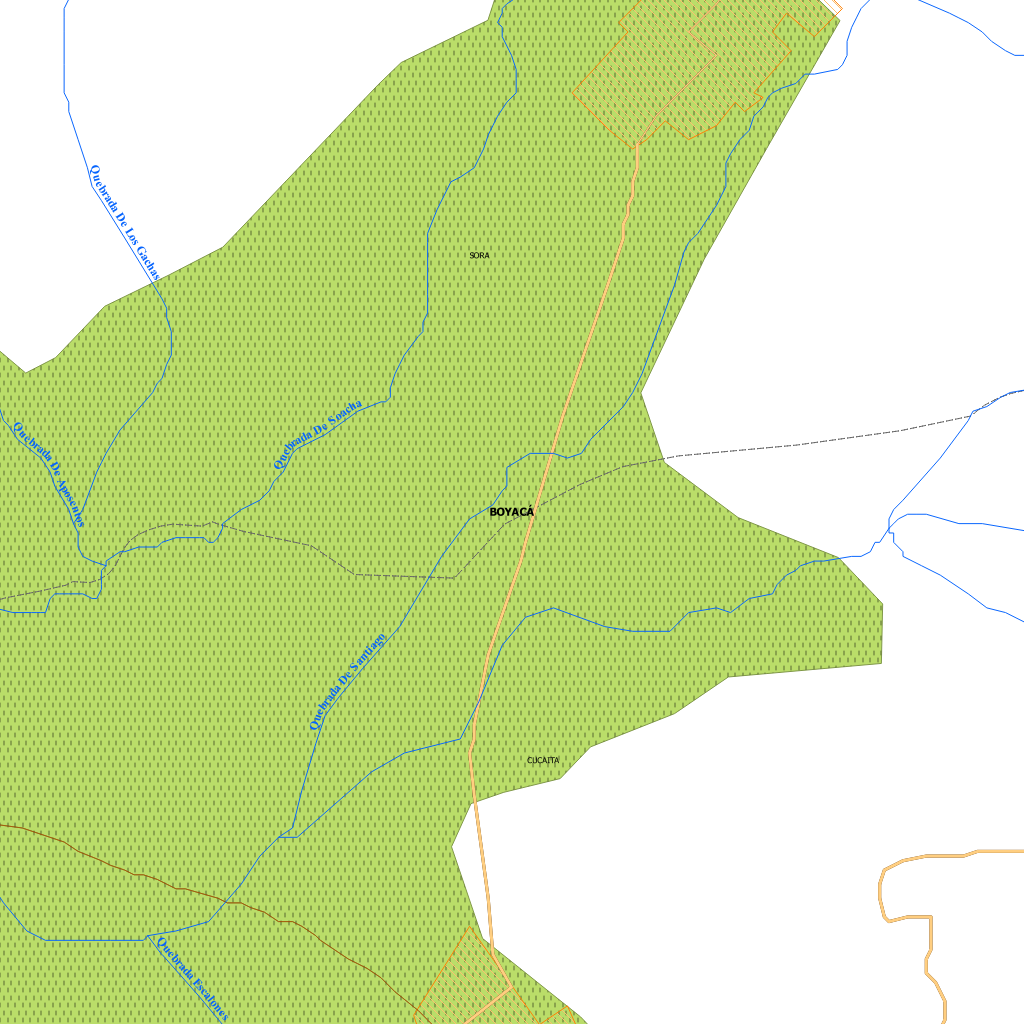 Quebrada De Los Gachas
SORA
Quebrada De Soacha
Quebrada De Aposentos
BOYACÁ
Quebrada De Santiago
CUCAITA
Quebrada Escalones